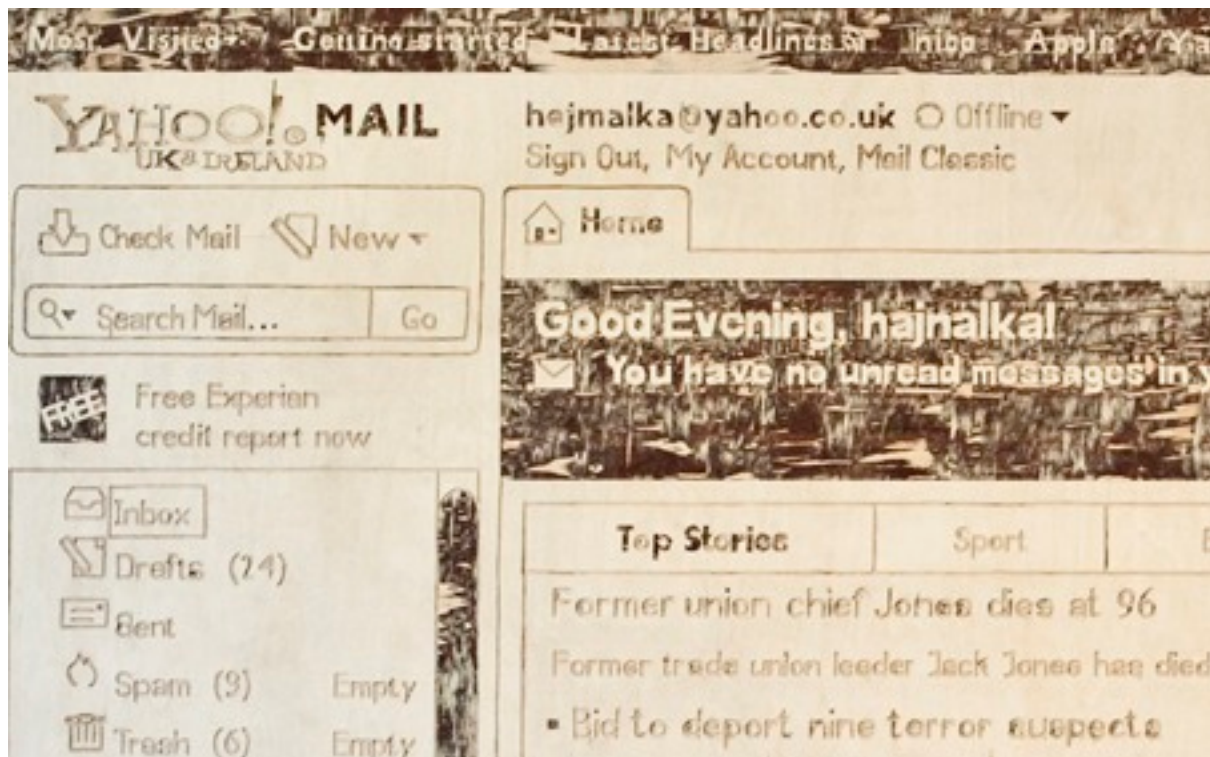 Most Visited Getting started Latest Headlines Apple
YAHOO! MAIL
UK & IRELAND
hajmalka@yahoo.co.uk Offline
Sign Out, My Account, Mail Classic
Check Mail New
Home
Search Mail... Go
Good Evening, hajnalka!
You have no unread messages in
FREE
Free Experian
credit report now
Inbox
Drafts (24)
Sent
Spam (9) Empty
Trash (6) Empty
Top Stories Sport
Former union chief Jones dies at 96
Former trade union leader Jack Jones has died
• Bid to deport nine terror suspects